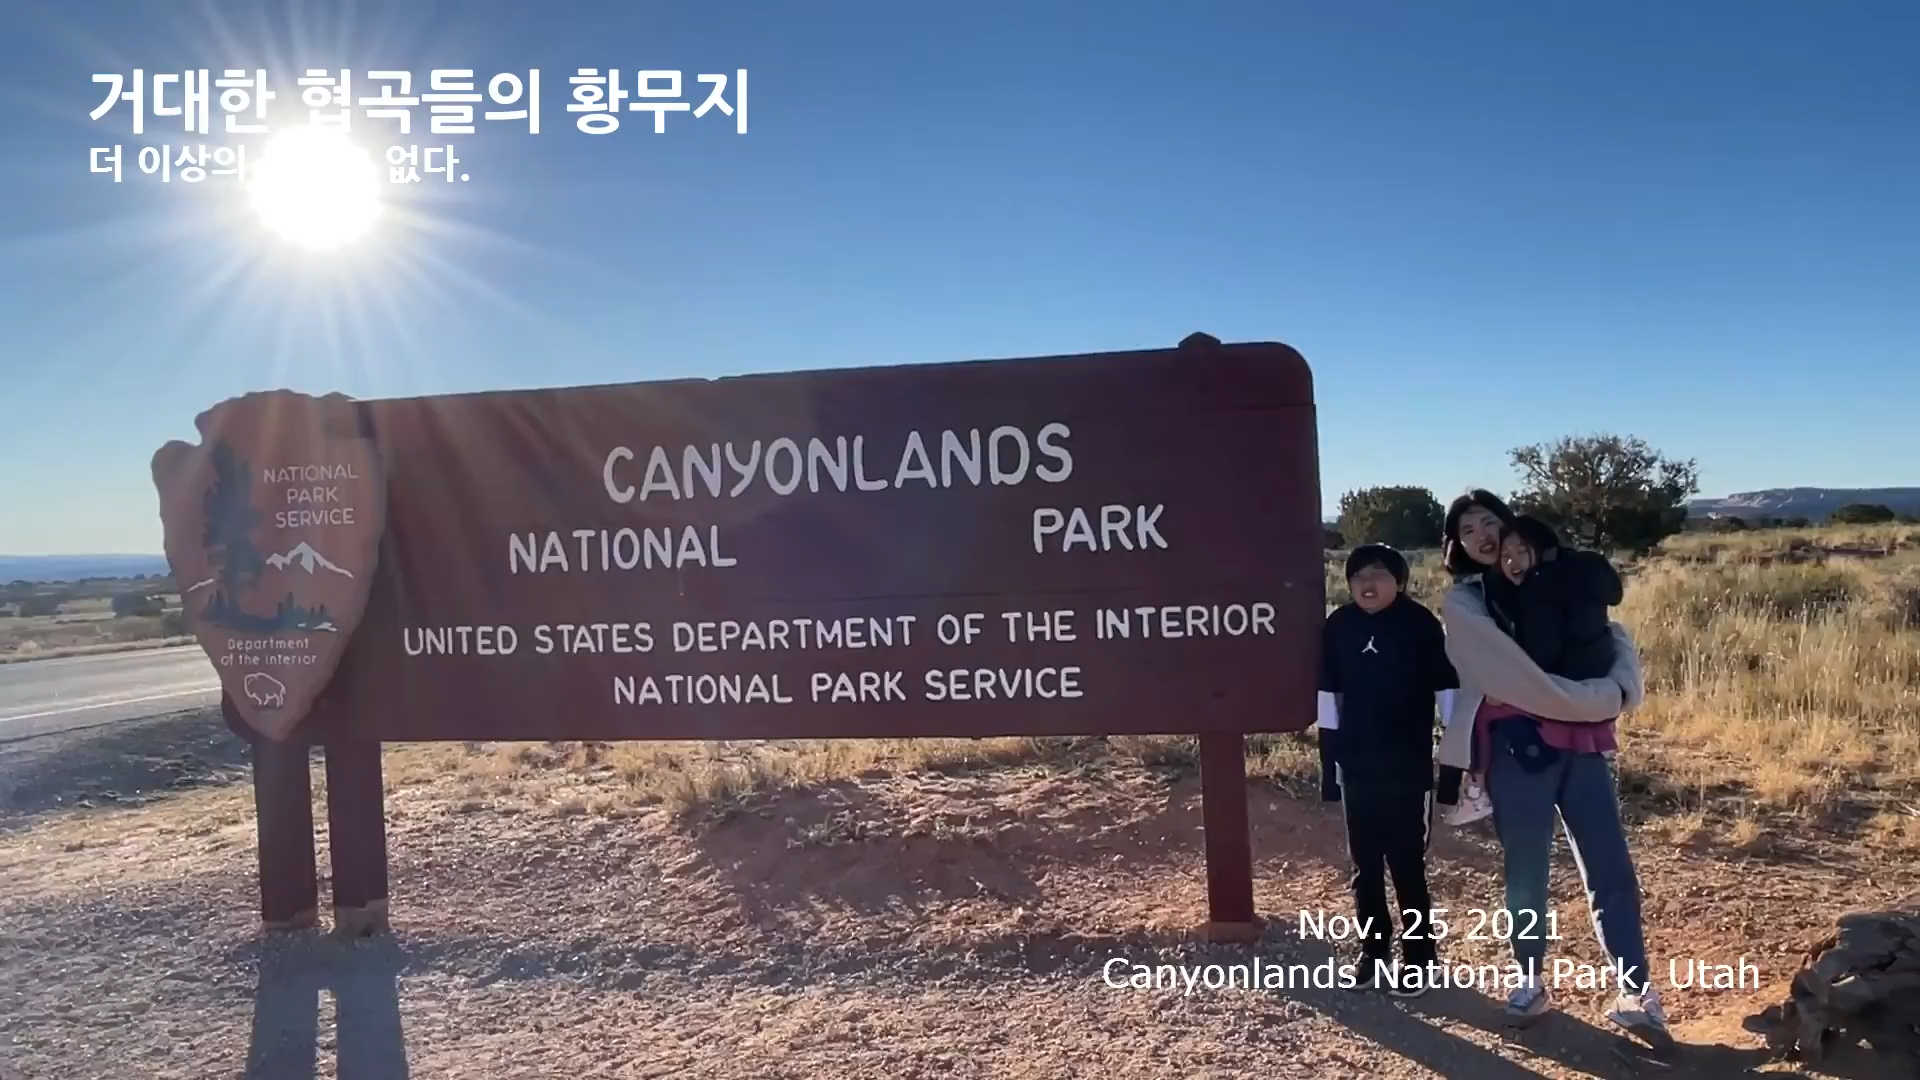 거대한 협곡들의 황무지
더 이상의 없다.
CANYONLANDS
NATIONAL PARK
UNITED STATES DEPARTMENT OF THE INTERIOR
NATIONAL PARK SERVICE
NATIONAL
PARK
SERVICE
Department
of the Interior
Nov. 25 2021
Canyonlands National Park, Utah